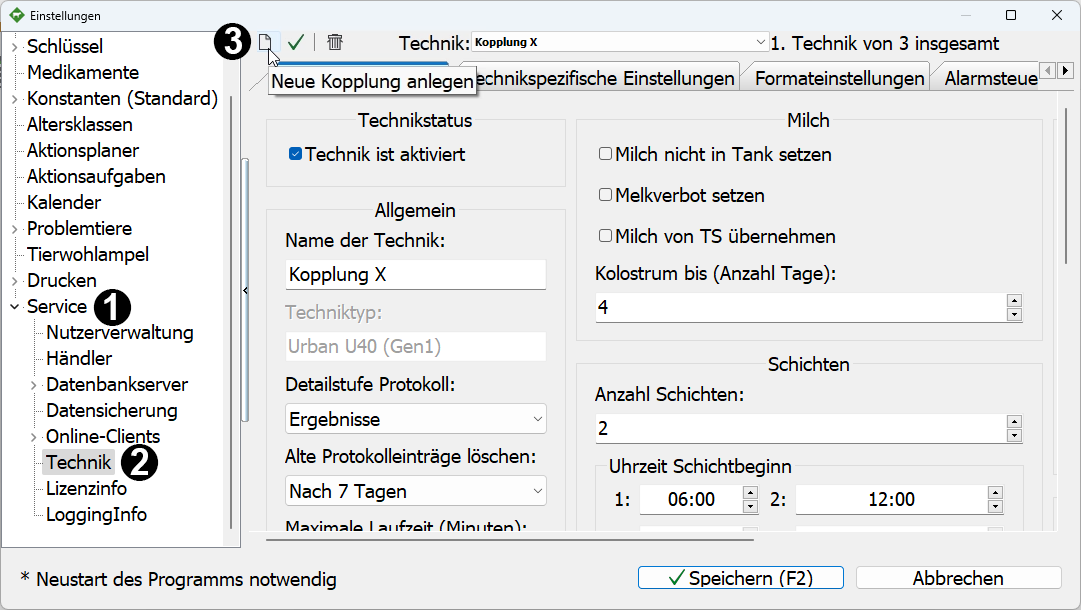 Einstellungen
Schlüssel
Medikamente
Konstanten (Standard)
Altersklassen
Aktionsplaner
Aktionsaufgaben
Kalender
Problemtiere
Tierwohlampel
Drucken
Service 1
Nutzerverwaltung
Händler
Datenbankserver
Datensicherung
Online-Clients
Technik 2
Lizenzinfo
LoggingInfo
3 Technik: Kopplung X 1. Technik von 3 insgesamt
Neue Kopplung anlegen
echnikspezifische Einstellungen Formateinstellungen Alarmsteue
Technikstatus
Technik ist aktiviert
Allgemein
Name der Technik:
Kopplung X
Techniktyp:
Urban U40 (Gen1)
Detailstufe Protokoll:
Ergebnisse
Alte Protokolleinträge löschen:
Nach 7 Tagen
Maximale Laufzeit (Minuten):
Milch
Milch nicht in Tank setzen
Melkverbot setzen
Milch von TS übernehmen
Kolostrum bis (Anzahl Tage):
4
Schichten
Anzahl Schichten:
2
Uhrzeit Schichtbeginn
1: 06:00 2: 12:00
* Neustart des Programms notwendig
Speichern (F2) Abbrechen